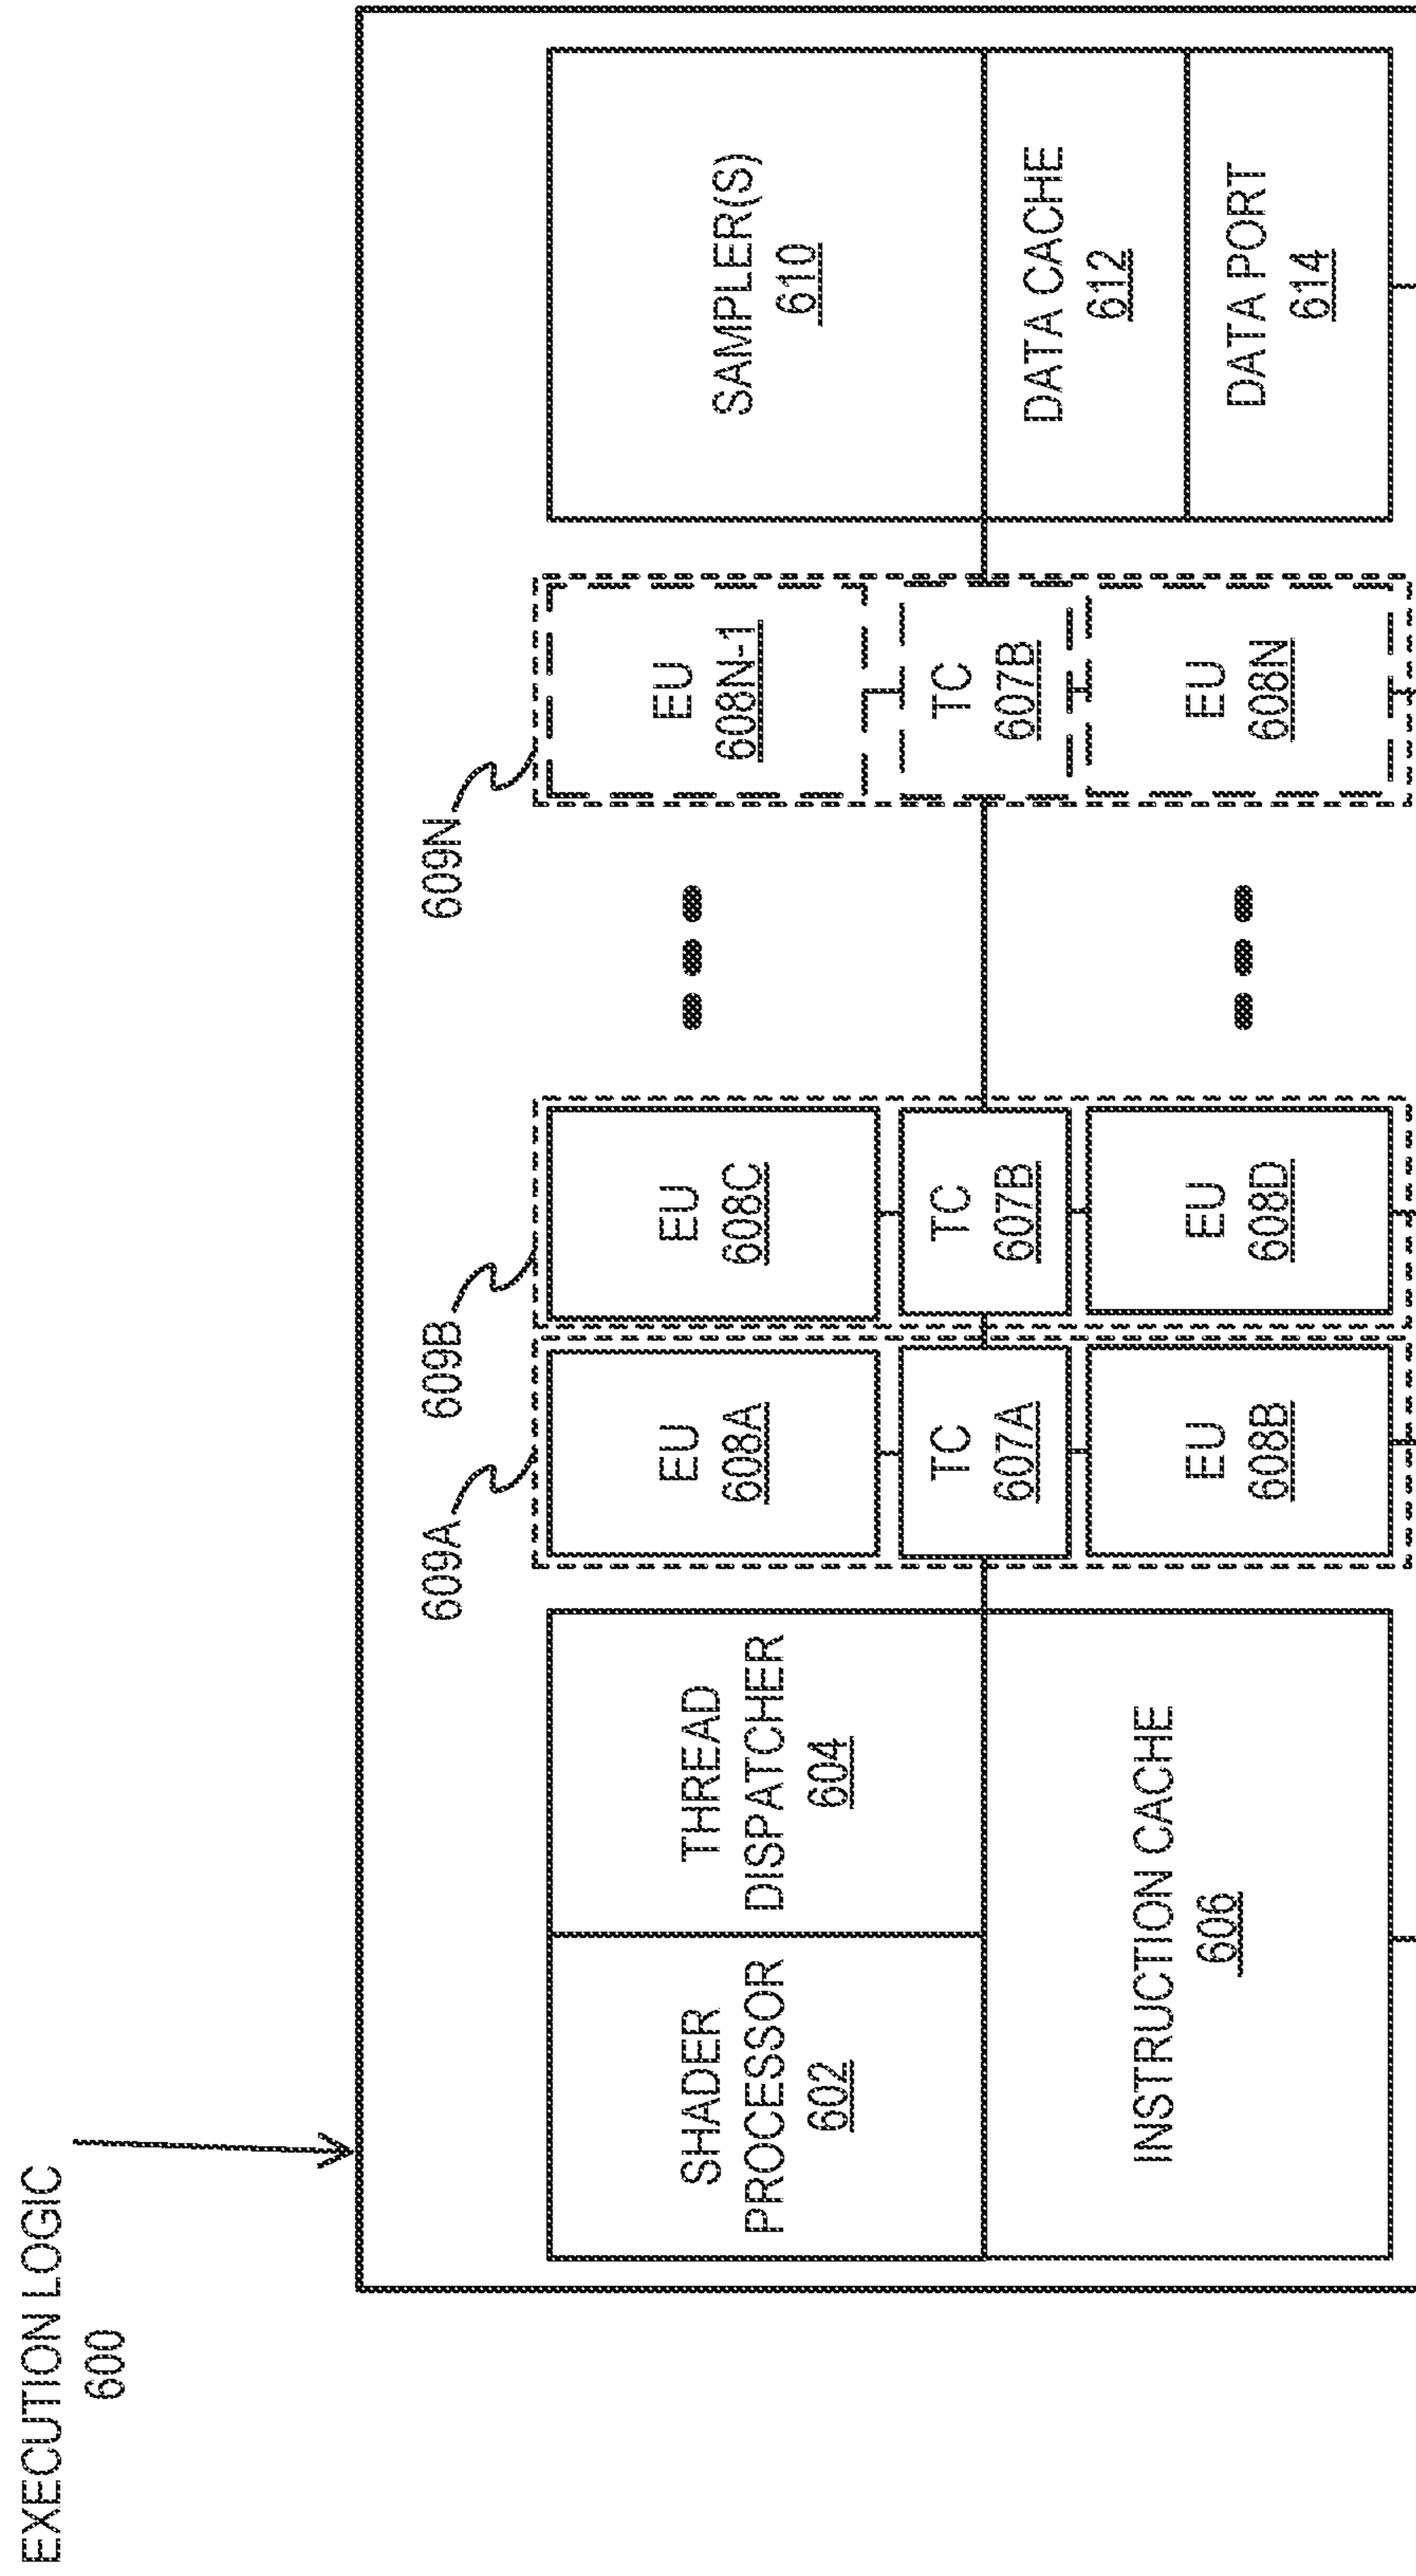 EXECUTION LOGIC
600
609A
609B
609N
SHADER
PROCESSOR
602
THREAD
DISPATCHER
604
INSTRUCTION CACHE
606
EU
608A
TC
607A
EU
608B
EU
608C
TC
607B
EU
608D
EU
608N-1
TC
607B
EU
608N
SAMPLER(S)
610
DATA CACHE
612
DATA PORT
614